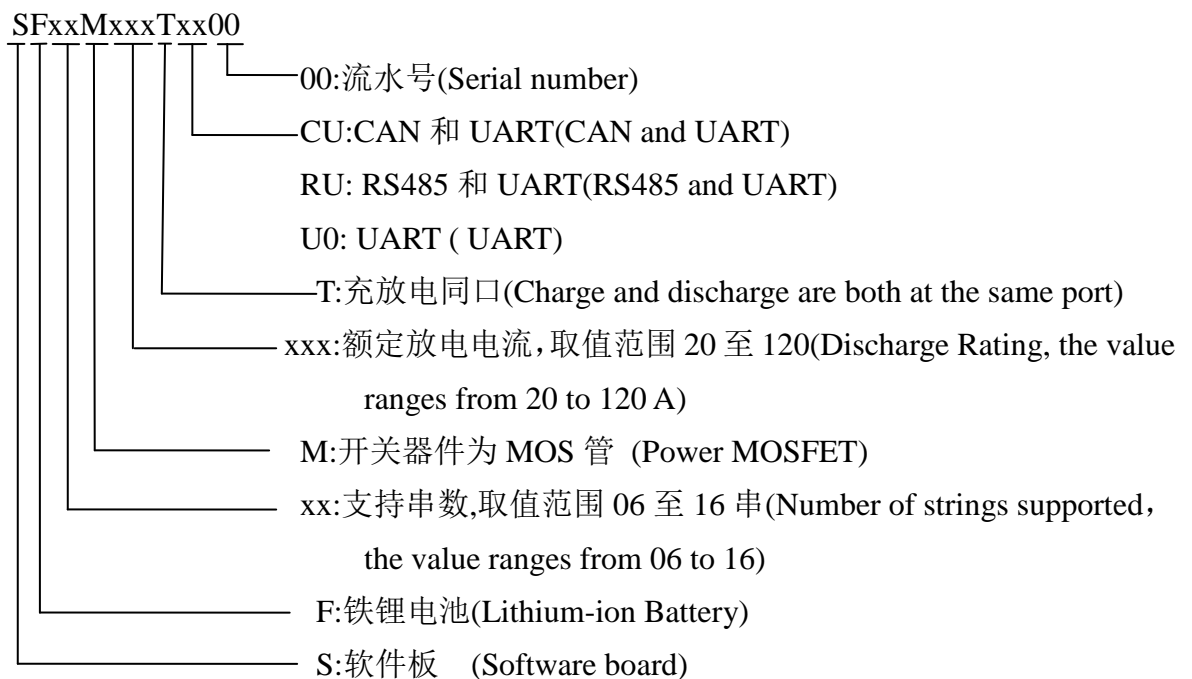 SFxxMxxxTxx00
00:流水号(Serial number)
CU:CAN 和 UART(CAN and UART)
RU: RS485 和 UART(RS485 and UART)
U0: UART ( UART)
T:充放电同口(Charge and discharge are both at the same port)
xxx:额定放电电流，取值范围 20 至 120(Discharge Rating, the value
ranges from 20 to 120 A)
M:开关器件为 MOS 管 (Power MOSFET)
xx:支持串数,取值范围 06 至 16 串(Number of strings supported，
the value ranges from 06 to 16)
F:铁锂电池(Lithium-ion Battery)
S:软件板 (Software board)